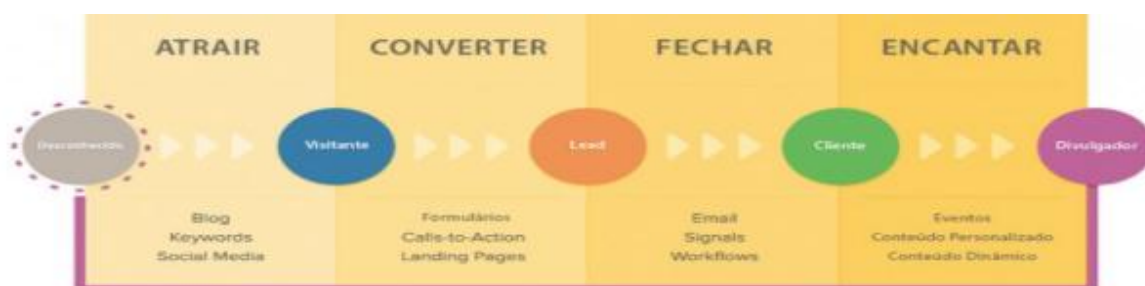 ATRAIR CONVERTER FECHAR ENCANTAR
Desconhecido Visitante Lead Cliente Divulgador
Blog Formulários Email Eventos
Keywords Calls-to-Action Signals Conteúdo Personalizado
Social Media Landing Pages Workflows Conteúdo Dinâmico